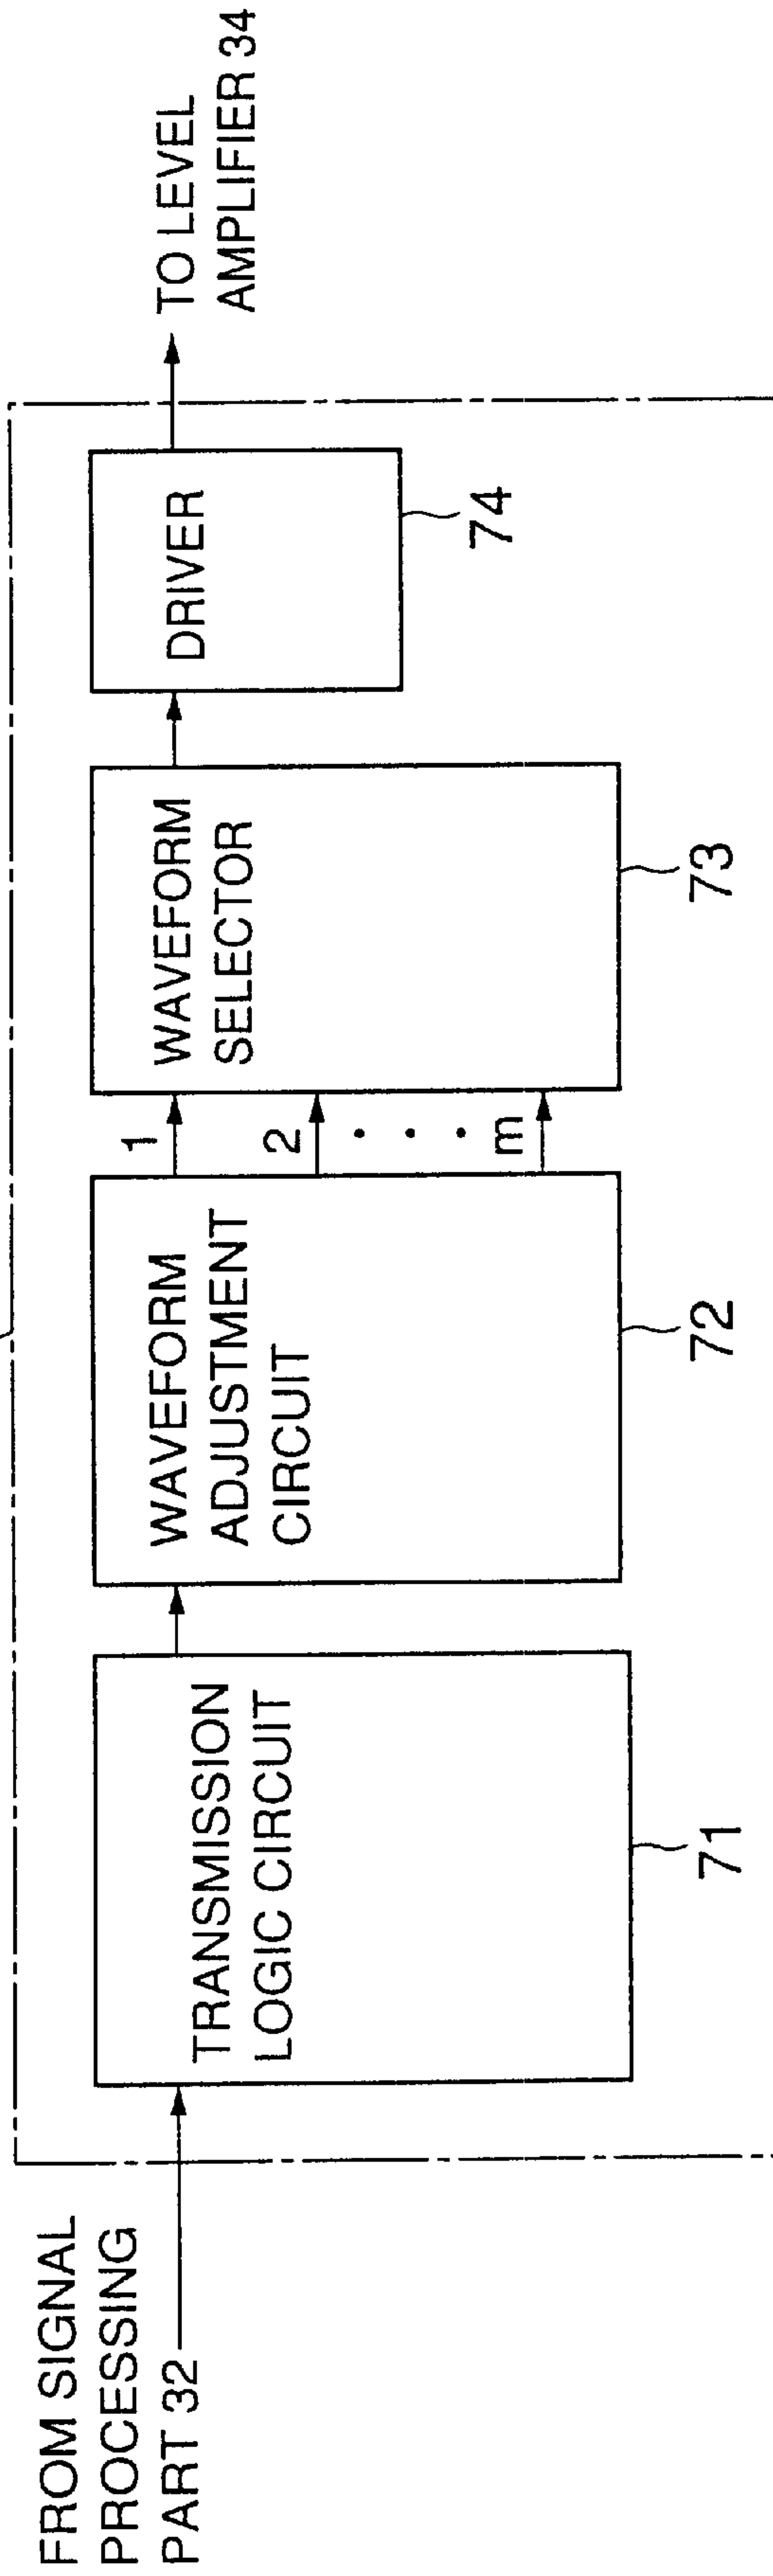 FROM SIGNAL
PROCESSING
PART 32
TRANSMISSION
LOGIC CIRCUIT
71
WAVEFORM
ADJUSTMENT
CIRCUIT
72
1
2
m
WAVEFORM
SELECTOR
73
DRIVER
74
TO LEVEL
AMPLIFIER 34